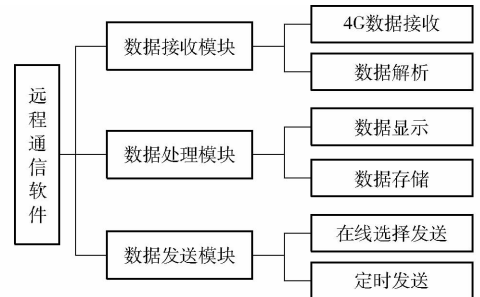 远程通信软件
数据接收模块
4G数据接收
数据解析
数据处理模块
数据显示
数据存储
数据发送模块
在线选择发送
定时发送